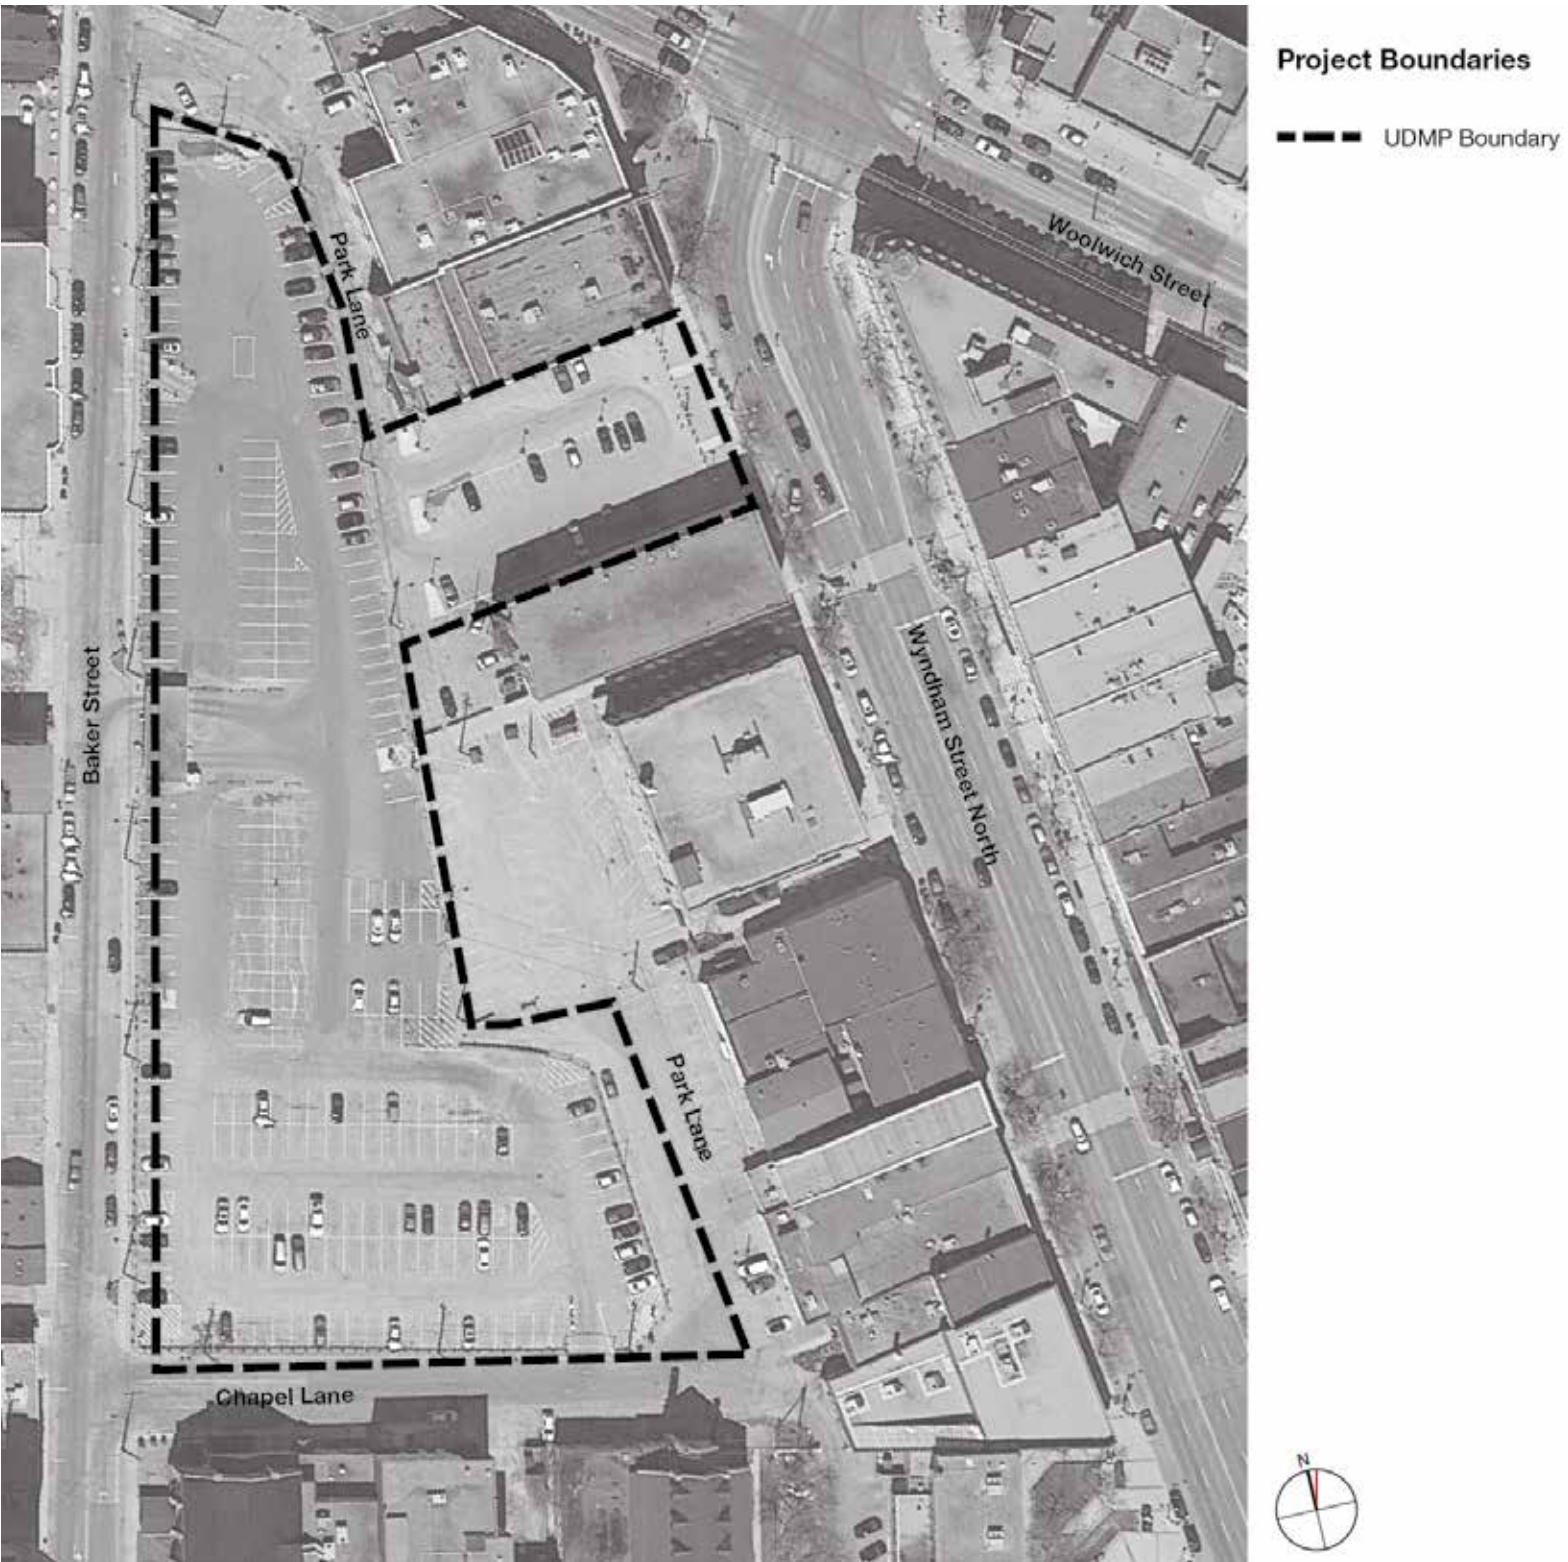 Project Boundaries
UDMP Boundary
Woolwich Street
Park Lane
Baker Street
Wyndham Street North
Park Lane
Chapel Lane
N